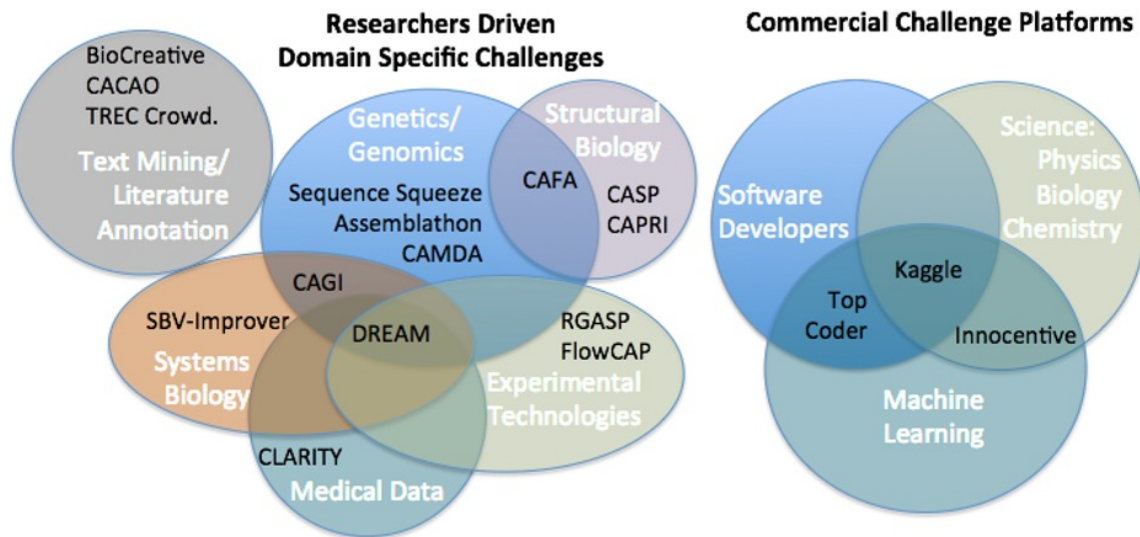 Researchers Driven
Domain Specific Challenges
Commercial Challenge Platforms
BioCreative
CACAO
TREC Crowd.
Text Mining/
Literature
Annotation
Genetics/
Genomics
Sequence Squeeze
Assemblathon
CAMDA
Structural
Biology
CAFA
CASP
CAPRI
CAGI
SBV-Improver
Systems
Biology
DREAM
RGASP
FlowCAP
Experimental
Technologies
CLARITY
Medical Data
Software
Developers
Science:
Physics
Biology
Chemistry
Kaggle
Top
Coder
Innocentive
Machine
Learning